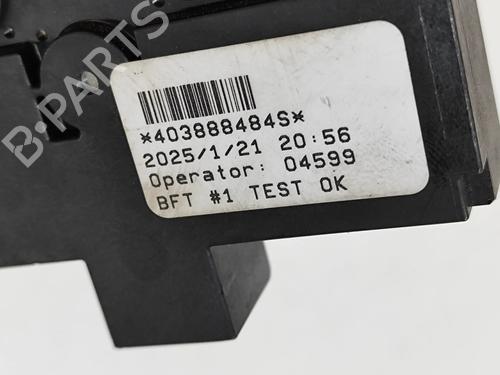 *403888484S*
2025/1/21 20:56
Operator: 04599
BFT #1 TEST OK
B-PARTS